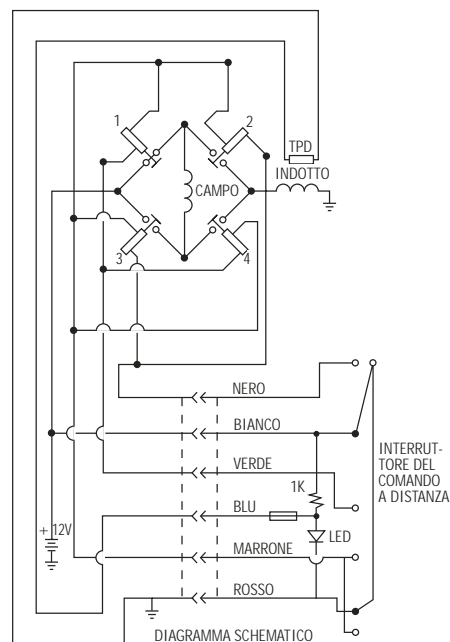 1
2
TPD
INDOTTO
CAMPO
3
4
NERO
BIANCO
INTERRUT-
TORE DEL
COMANDO
A DISTANZA
VERDE
1K
BLU
LED
+ 12V
MARRONE
ROSSO
DIAGRAMMA SCHEMATICO